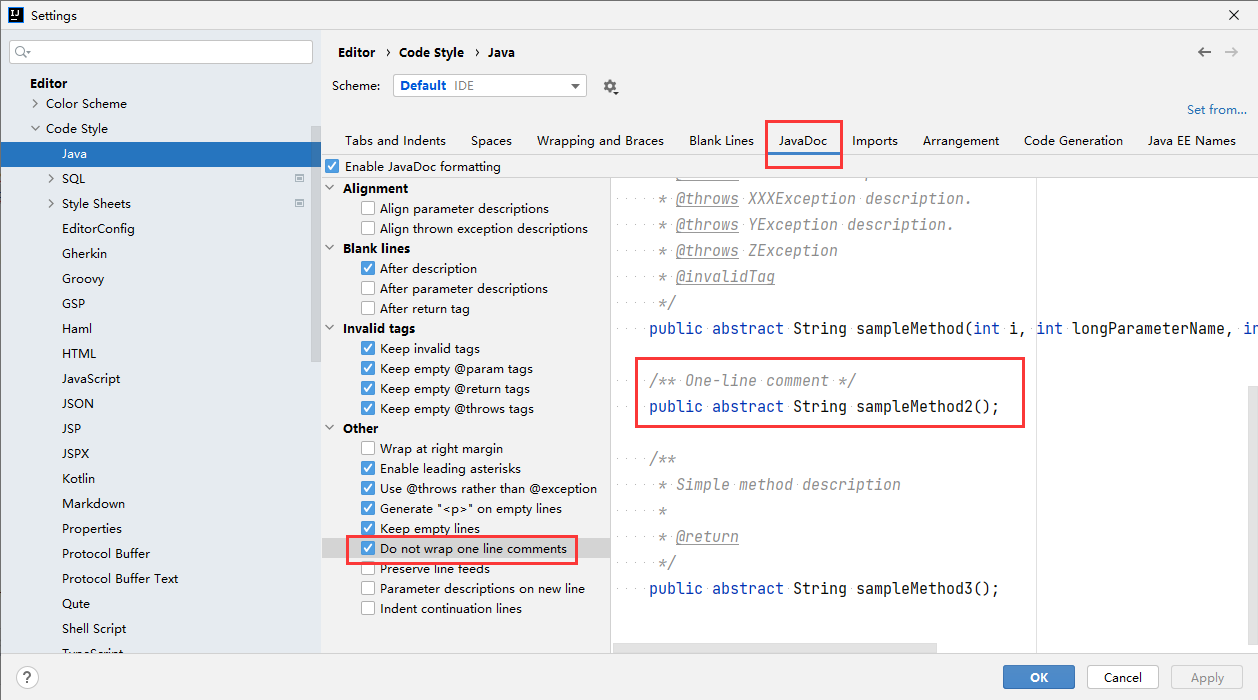 Settings
Editor
Color Scheme
Code Style
Java
SQL
Style Sheets
EditorConfig
Gherkin
Groovy
GSP
Haml
HTML
JavaScript
JSON
JSP
JSPX
Kotlin
Markdown
Properties
Protocol Buffer
Protocol Buffer Text
Qute
Shell Script
TypeScript
Editor › Code Style › Java
Scheme: Default IDE
Set from...
Tabs and Indents Spaces Wrapping and Braces Blank Lines JavaDoc Imports Arrangement Code Generation Java EE Names
Enable JavaDoc formatting
Alignment
Align parameter descriptions
Align thrown exception descriptions
Blank lines
After description
After parameter descriptions
After return tag
Invalid tags
Keep invalid tags
Keep empty @param tags
Keep empty @return tags
Keep empty @throws tags
Other
Wrap at right margin
Enable leading asterisks
Use @throws rather than @exception
Generate "<p>" on empty lines
Keep empty lines
Do not wrap one line comments
Preserve line feeds
Parameter descriptions on new line
Indent continuation lines
* @throws XXXException description.
* @throws YException description.
* @throws ZException
* @invalidTag
*/
public abstract String sampleMethod(int i, int longParameterName, in
/** One-line comment */
public abstract String sampleMethod2();
/**
* Simple method description
*
* @return
*/
public abstract String sampleMethod3();
?
OK Cancel Apply